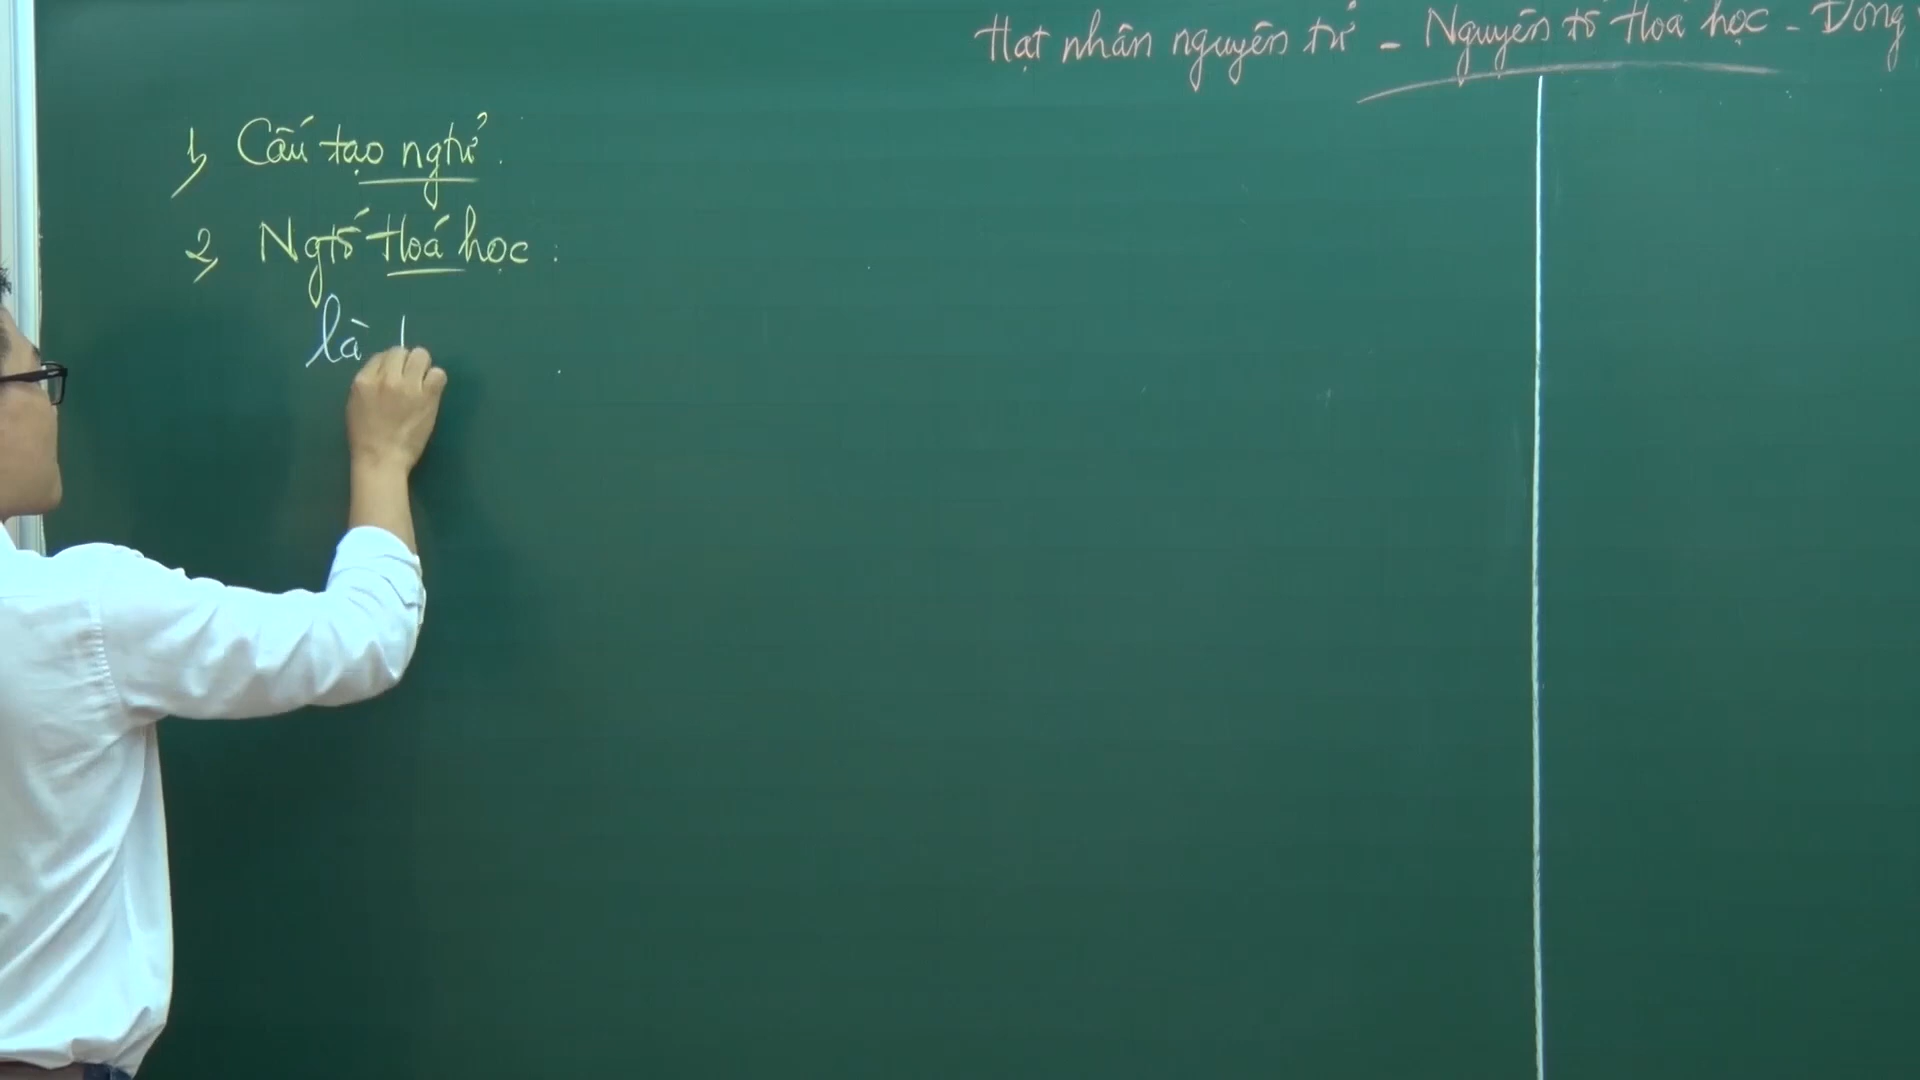 Hạt nhân nguyên tử - Nguyên tố Hoá học - Đồng
1, Cấu tạo ngtử.
2, Ngtố Hoá học:
là